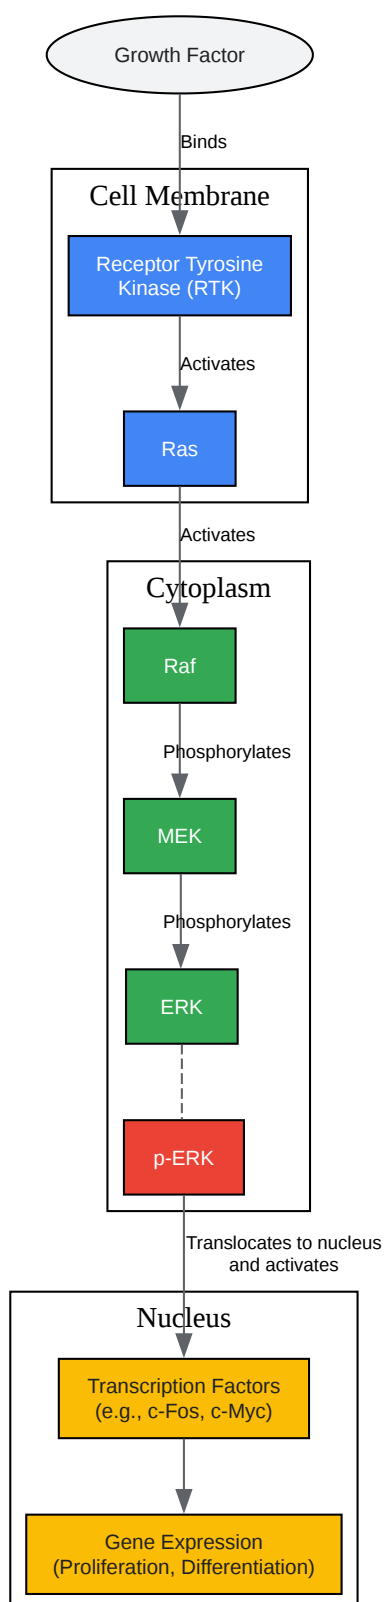 Growth Factor
Binds
Cell Membrane
Receptor Tyrosine
Kinase (RTK)
Activates
Ras
Activates
Cytoplasm
Raf
Phosphorylates
MEK
Phosphorylates
ERK
p-ERK
Translocates to nucleus
and activates
Nucleus
Transcription Factors
(e.g., c-Fos, c-Myc)
Gene Expression
(Proliferation, Differentiation)